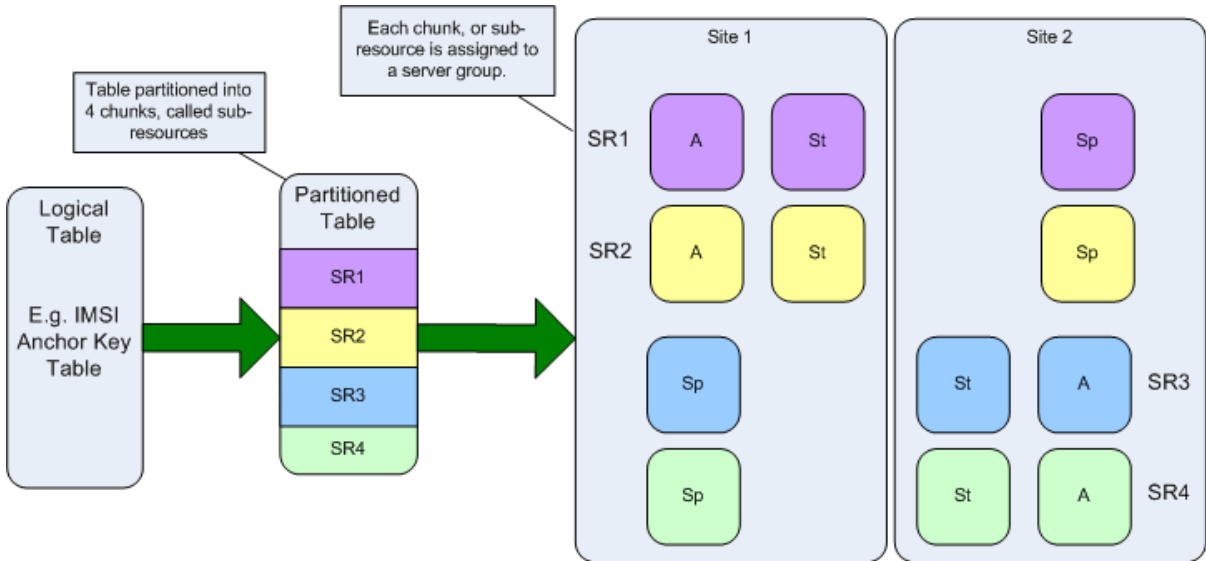 Logical
Table
E.g. IMSI
Anchor Key
Table
Table partitioned into
4 chunks, called sub-
resources
Partitioned
Table
SR1
SR2
SR3
SR4
Each chunk, or sub-
resource is assigned to
a server group.
Site 1
SR1
A
St
SR2
A
St
Sp
Sp
Site 2
Sp
Sp
St
A
SR3
St
A
SR4